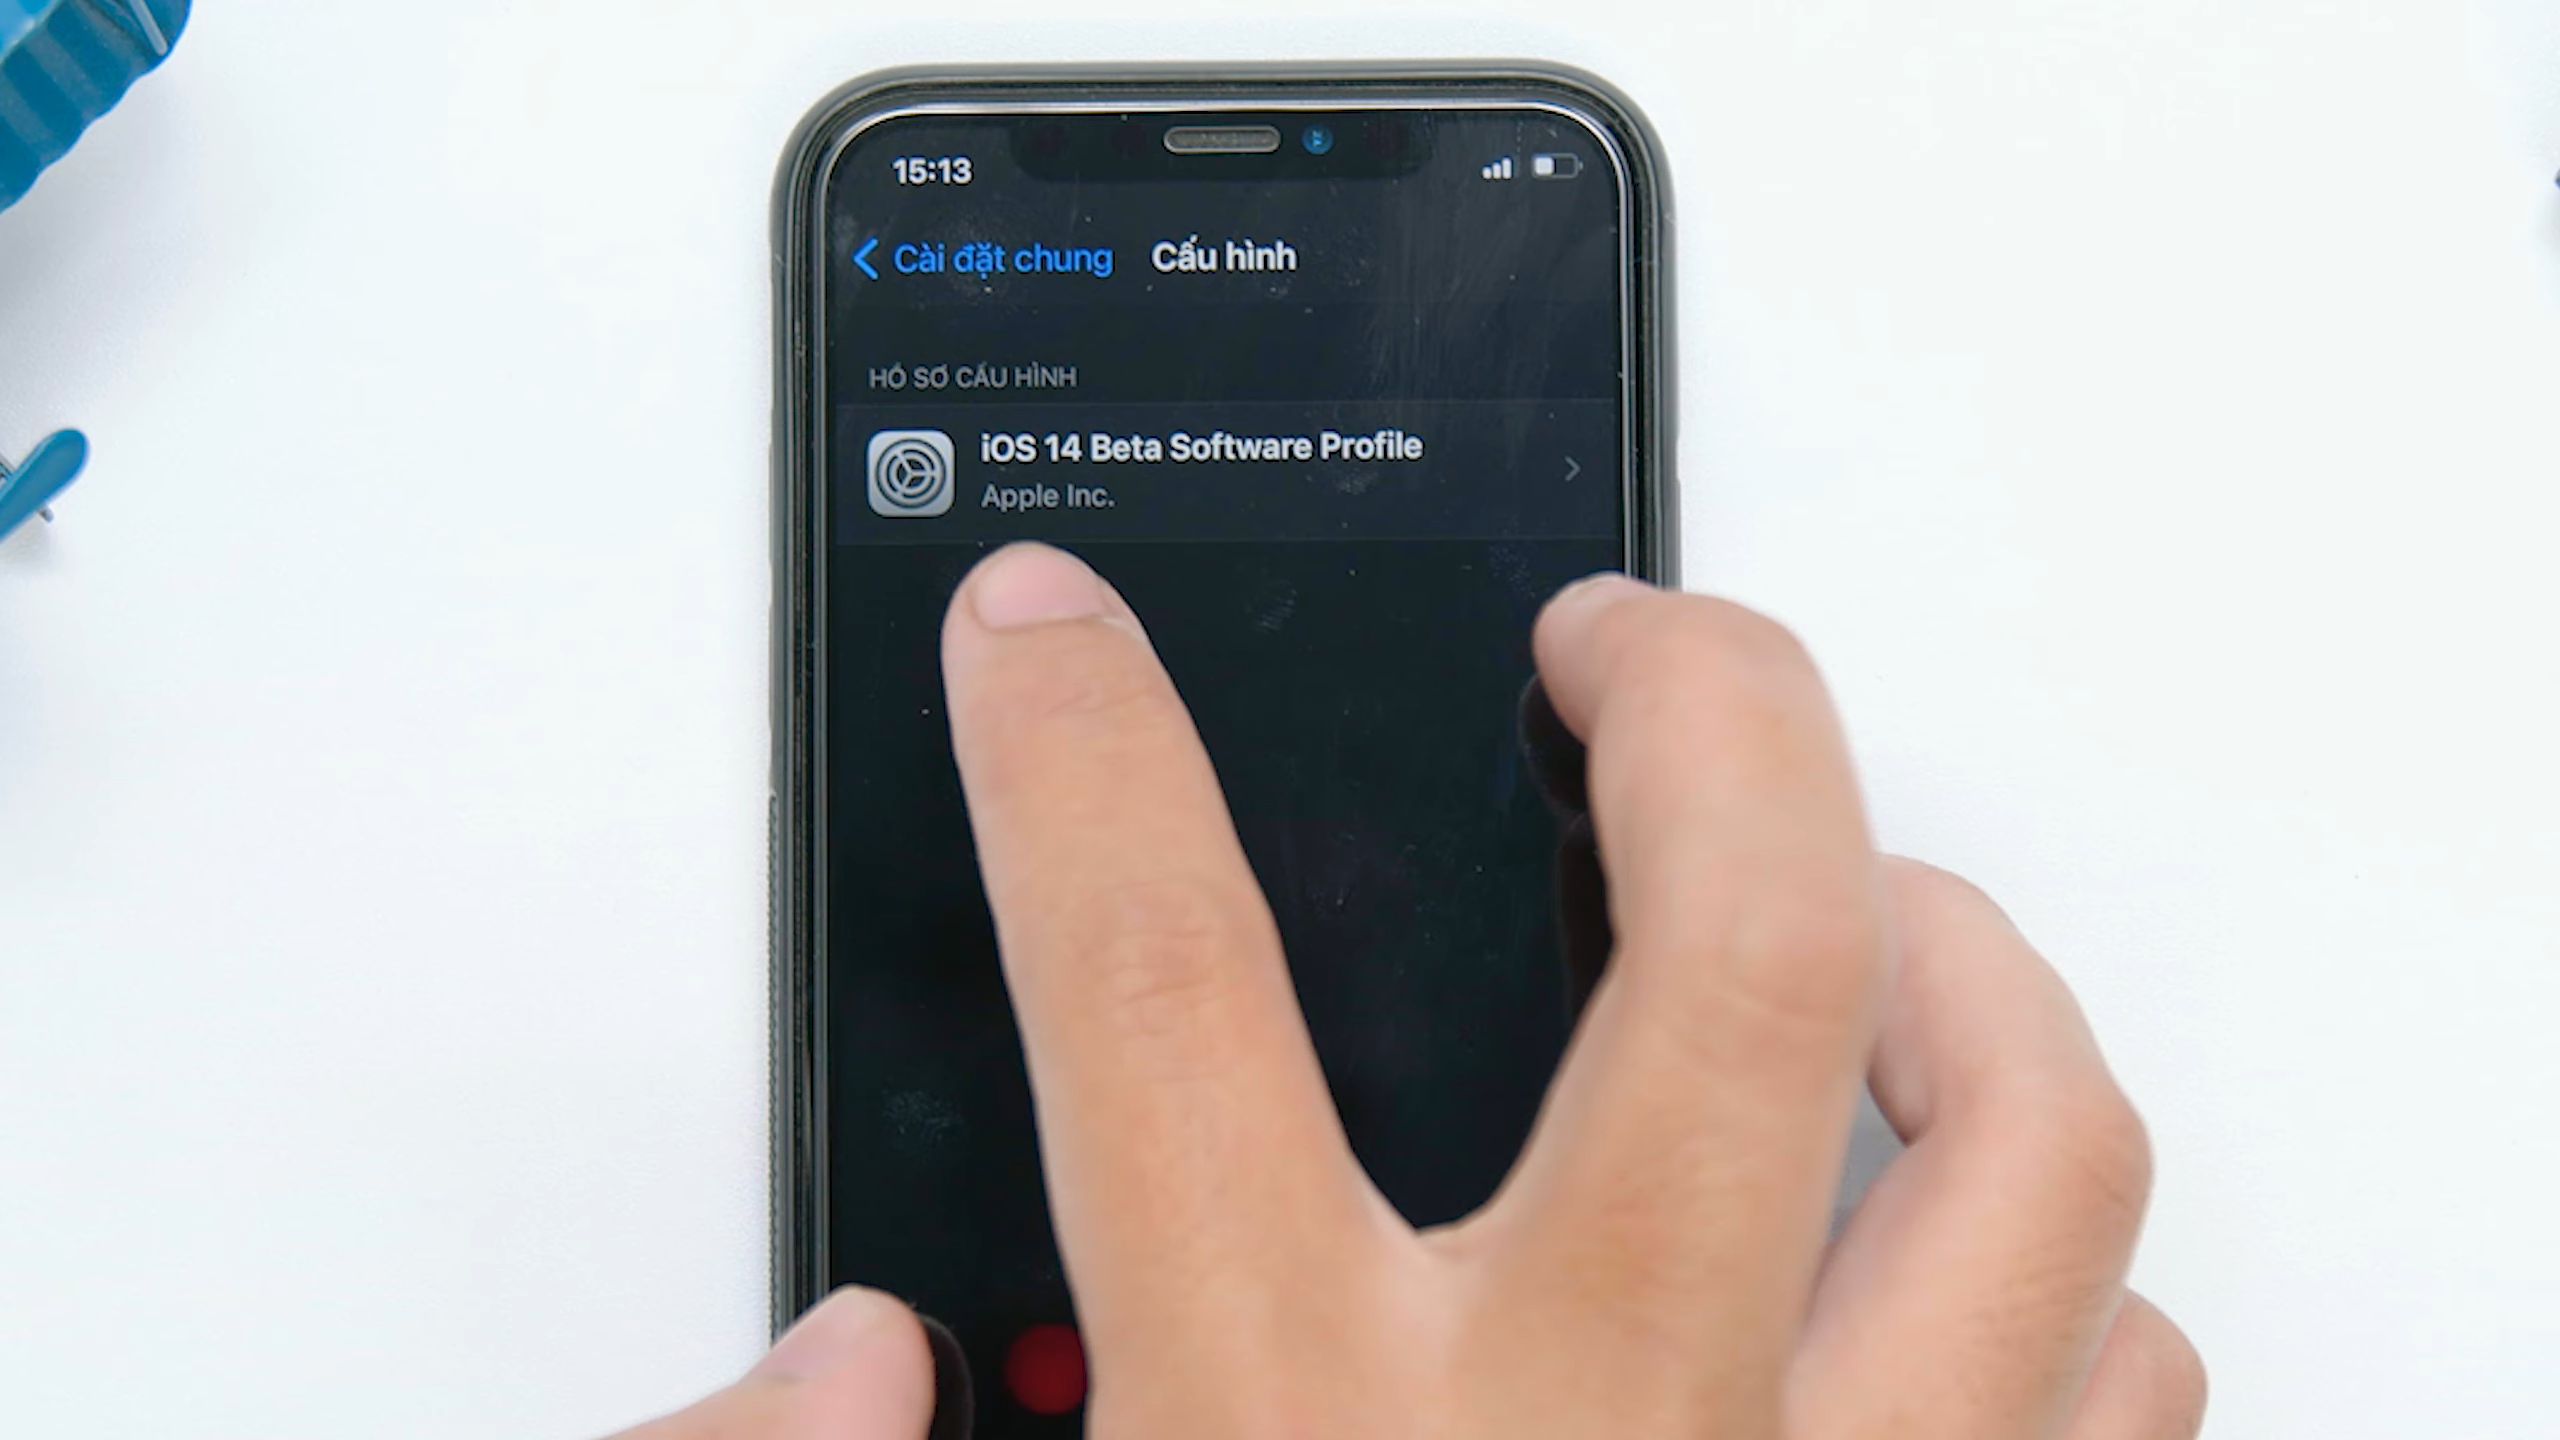 15:13
Cài đặt chung Cấu hình
HỒ SƠ CẤU HÌNH
iOS 14 Beta Software Profile
Apple Inc.